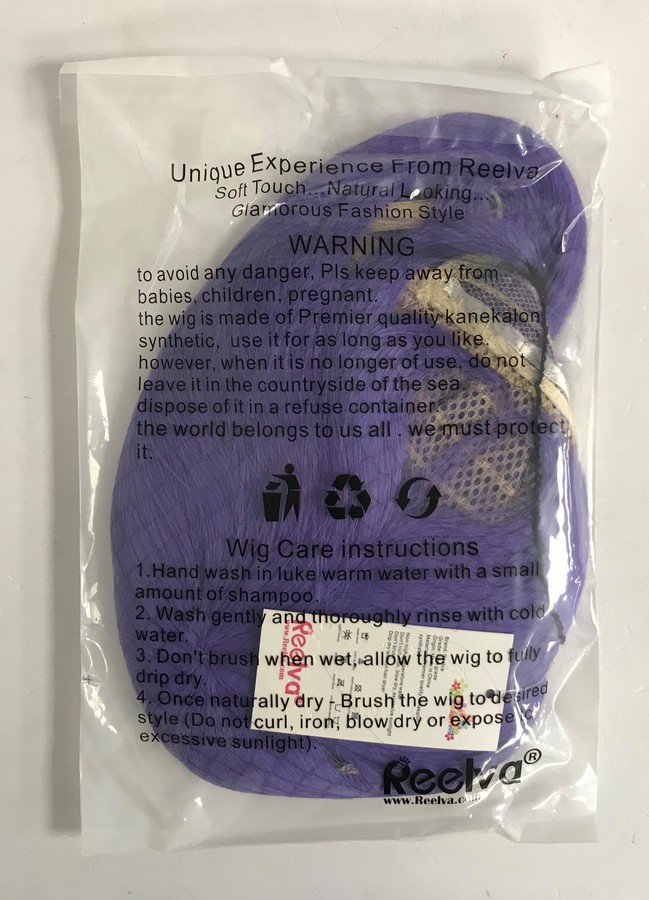 Unique Experience From Reelva
Soft Touch...Natural Looking...
Glamorous Fashion Style
WARNING
to avoid any danger, Pls keep away from
babies, children, pregnant.
the wig is made of Premier quality kanekalon
synthetic, use it for as long as you like.
however, when it is no longer of use, do not
leave it in the countryside of the sea.
dispose of it in a refuse container.
the world belongs to us all . we must protect
it.
Wig Care instructions
1.Hand wash in luke warm water with a small
amount of shampoo.
2. Wash gently and thoroughly rinse with cold
water.
3. Don't brush when wet, allow the wig to fully
drip dry.
4. Once naturally dry - Brush the wig to desired
style (Do not curl, iron, blow dry or expose to
excessive sunlight).
Reelva
www.Reelva.com
Reelva®
www.Reelva.com